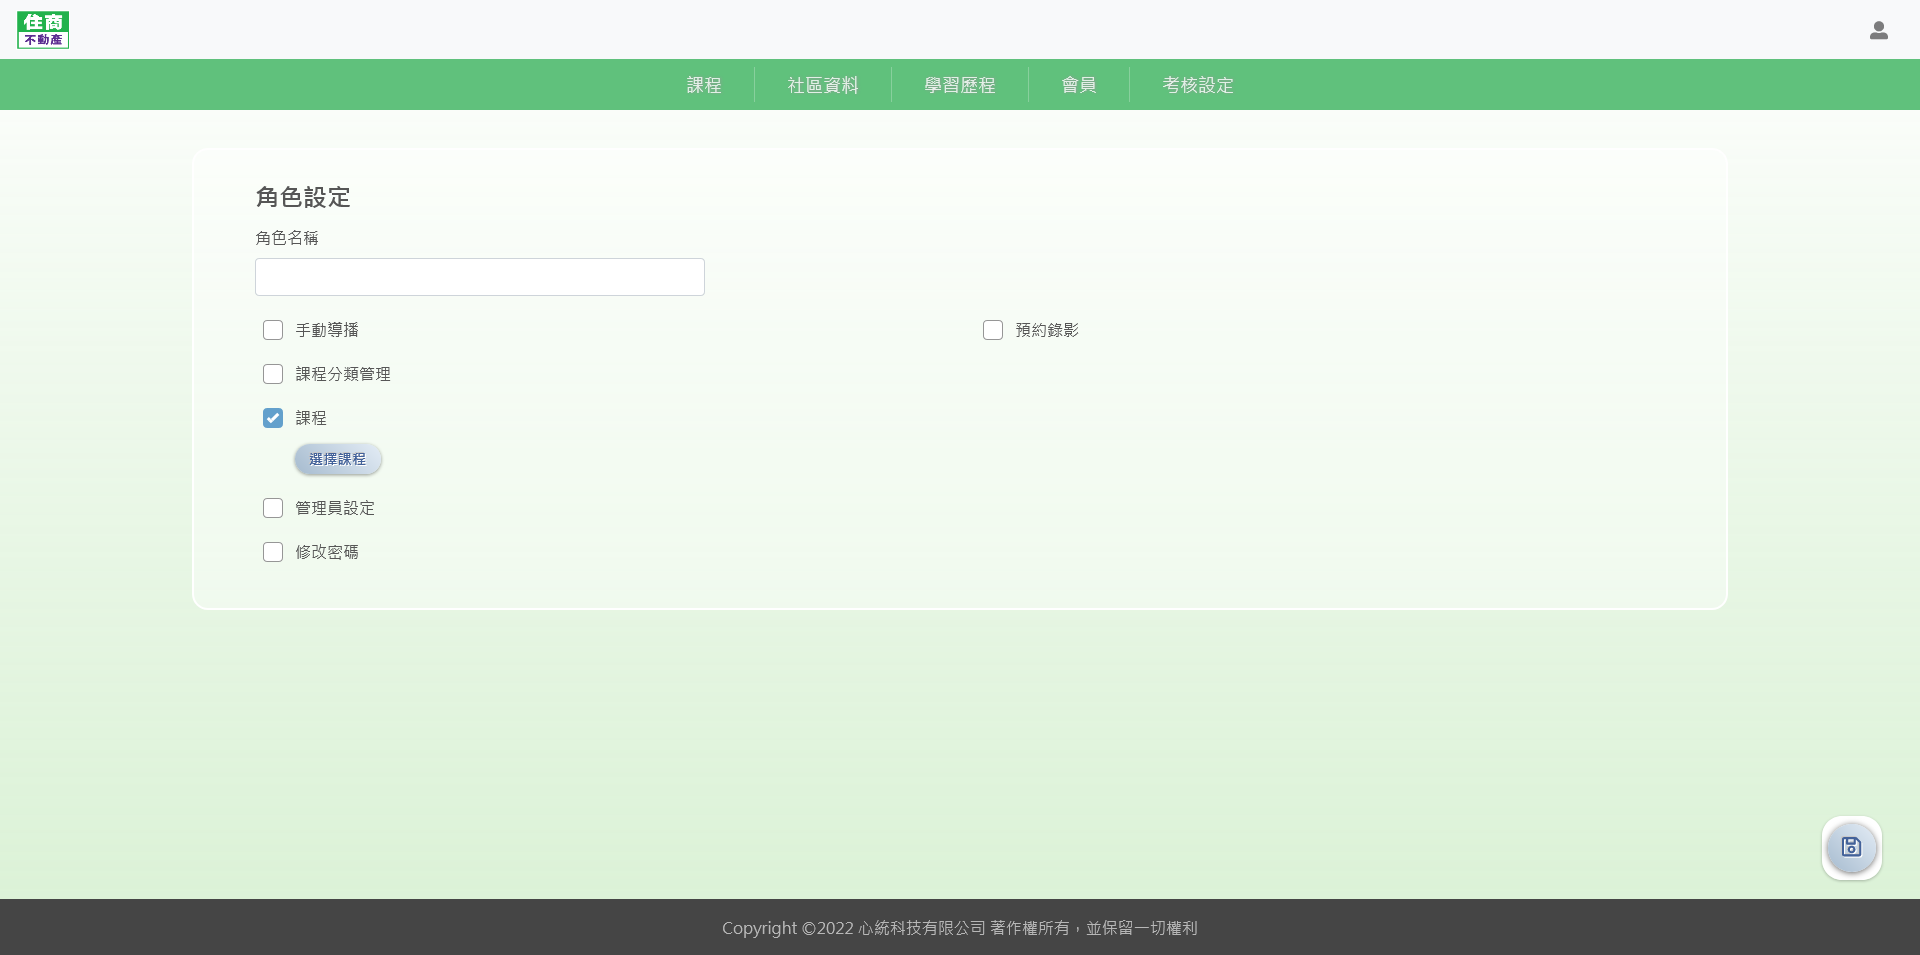 住商
不動產
課程
社區資料
學習歷程
會員
考核設定
角色設定
角色名稱
手動導播
預約錄影
課程分類管理
課程
選擇課程
管理員設定
修改密碼
Copyright ©2022 心統科技有限公司 著作權所有，並保留一切權利